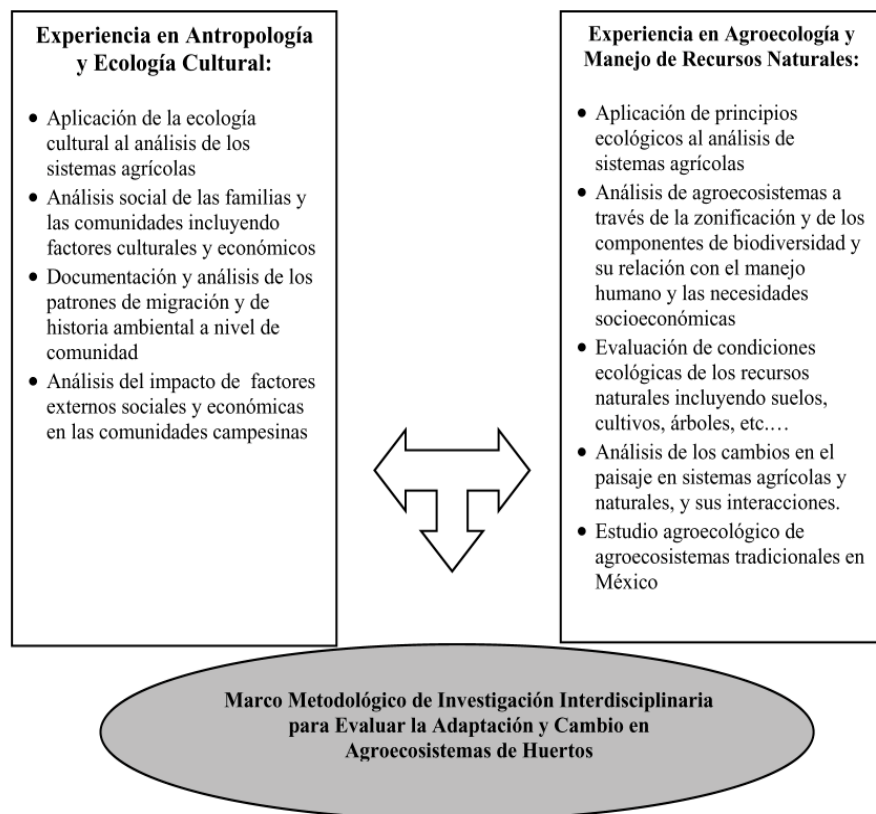 Experiencia en Antropología
y Ecología Cultural:
• Aplicación de la ecología
cultural al análisis de los
sistemas agrícolas
• Análisis social de las familias y
las comunidades incluyendo
factores culturales y económicos
• Documentación y análisis de los
patrones de migración y de
historia ambiental a nivel de
comunidad
• Análisis del impacto de factores
externos sociales y económicas
en las comunidades campesinas
Experiencia en Agroecología y
Manejo de Recursos Naturales:
• Aplicación de principios
ecológicos al análisis de
sistemas agrícolas
• Análisis de agroecosistemas a
través de la zonificación y de los
componentes de biodiversidad y
su relación con el manejo
humano y las necesidades
socioeconómicas
• Evaluación de condiciones
ecológicas de los recursos
naturales incluyendo suelos,
cultivos, árboles, etc.…
• Análisis de los cambios en el
paisaje en sistemas agrícolas y
naturales, y sus interacciones.
• Estudio agroecológico de
agroecosistemas tradicionales en
México
Marco Metodológico de Investigación Interdisciplinaria
para Evaluar la Adaptación y Cambio en
Agroecosistemas de Huertos